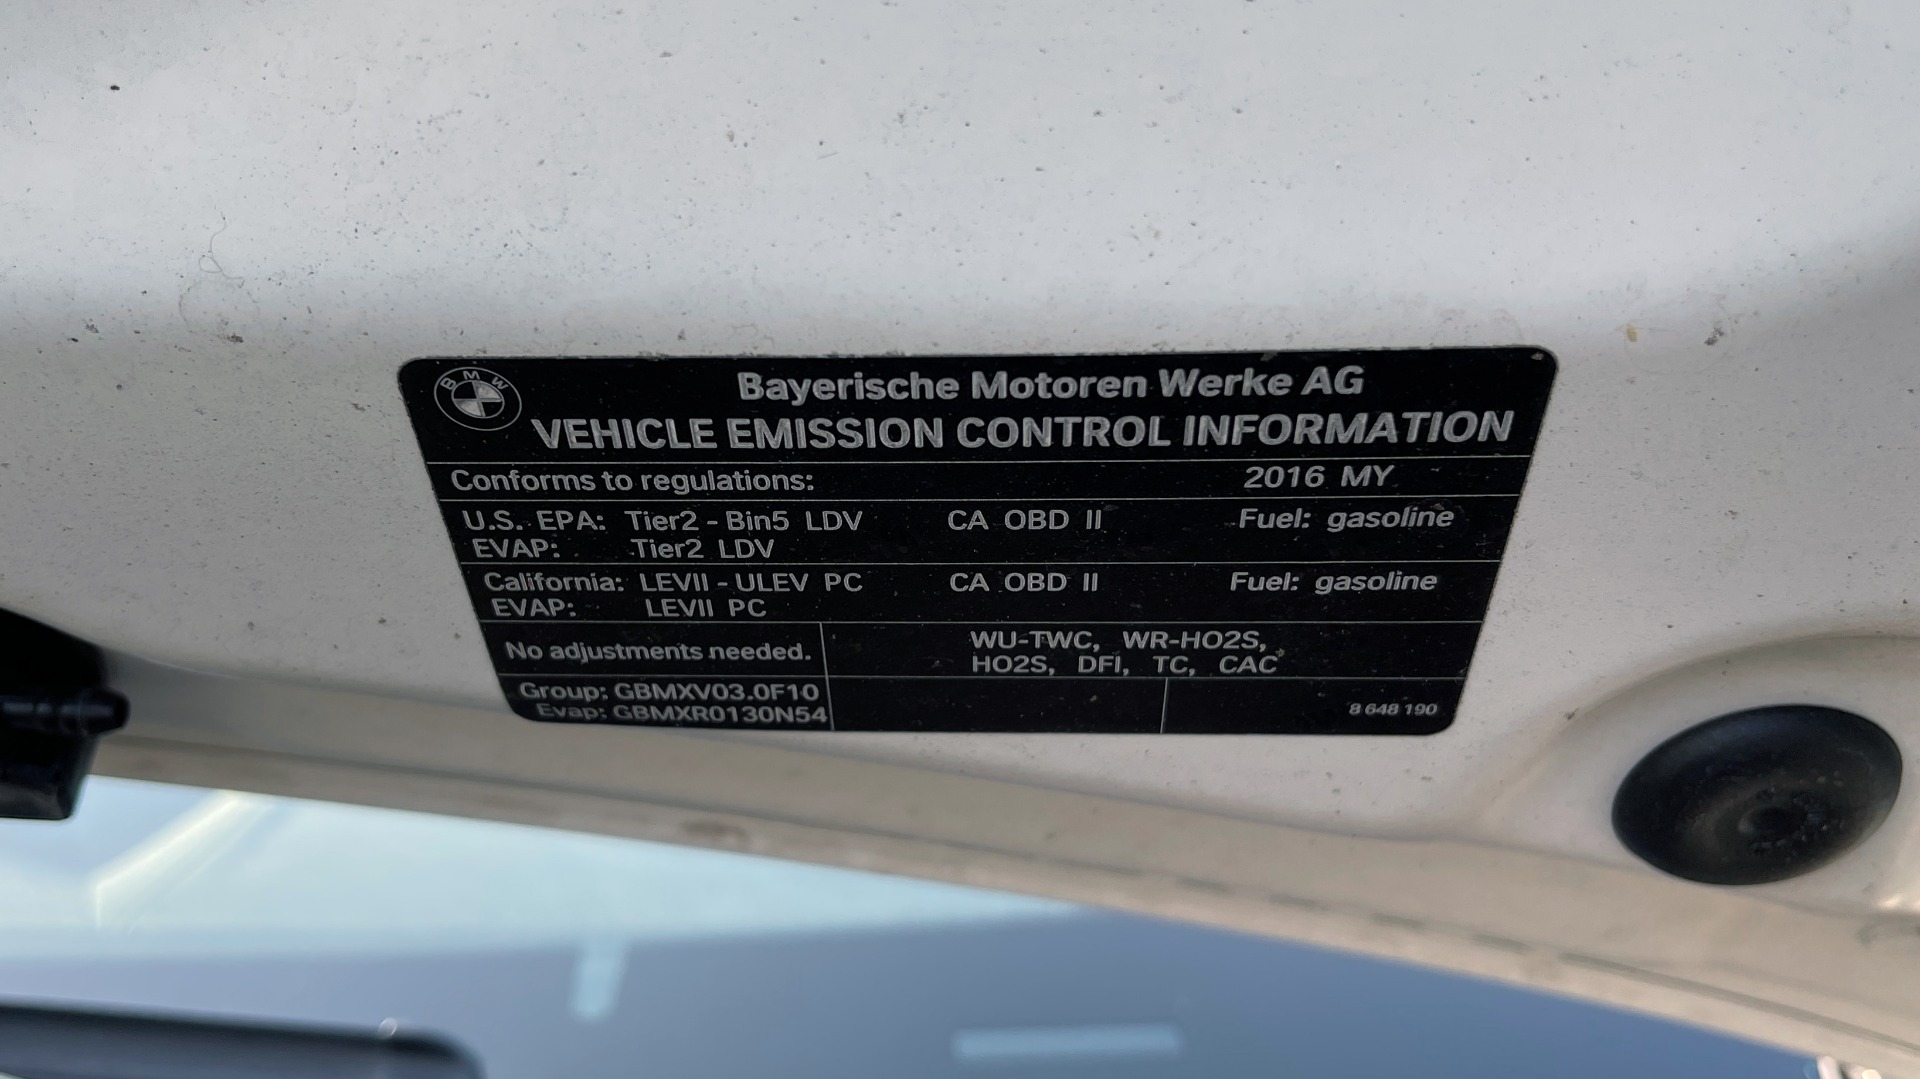 BMW
Bayerische Motoren Werke AG
VEHICLE EMISSION CONTROL INFORMATION
Conforms to regulations: 2016 MY
U.S. EPA: Tier2 - Bin5 LDV CA OBD II Fuel: gasoline
EVAP: Tier2 LDV
California: LEVII - ULEV PC CA OBD II Fuel: gasoline
EVAP: LEVII PC
No adjustments needed.
WU-TWC, WR-HO2S,
HO2S, DFI, TC, CAC
Group: GBMXV03.0F10
Evap: GBMXR0130N54
8 648 190